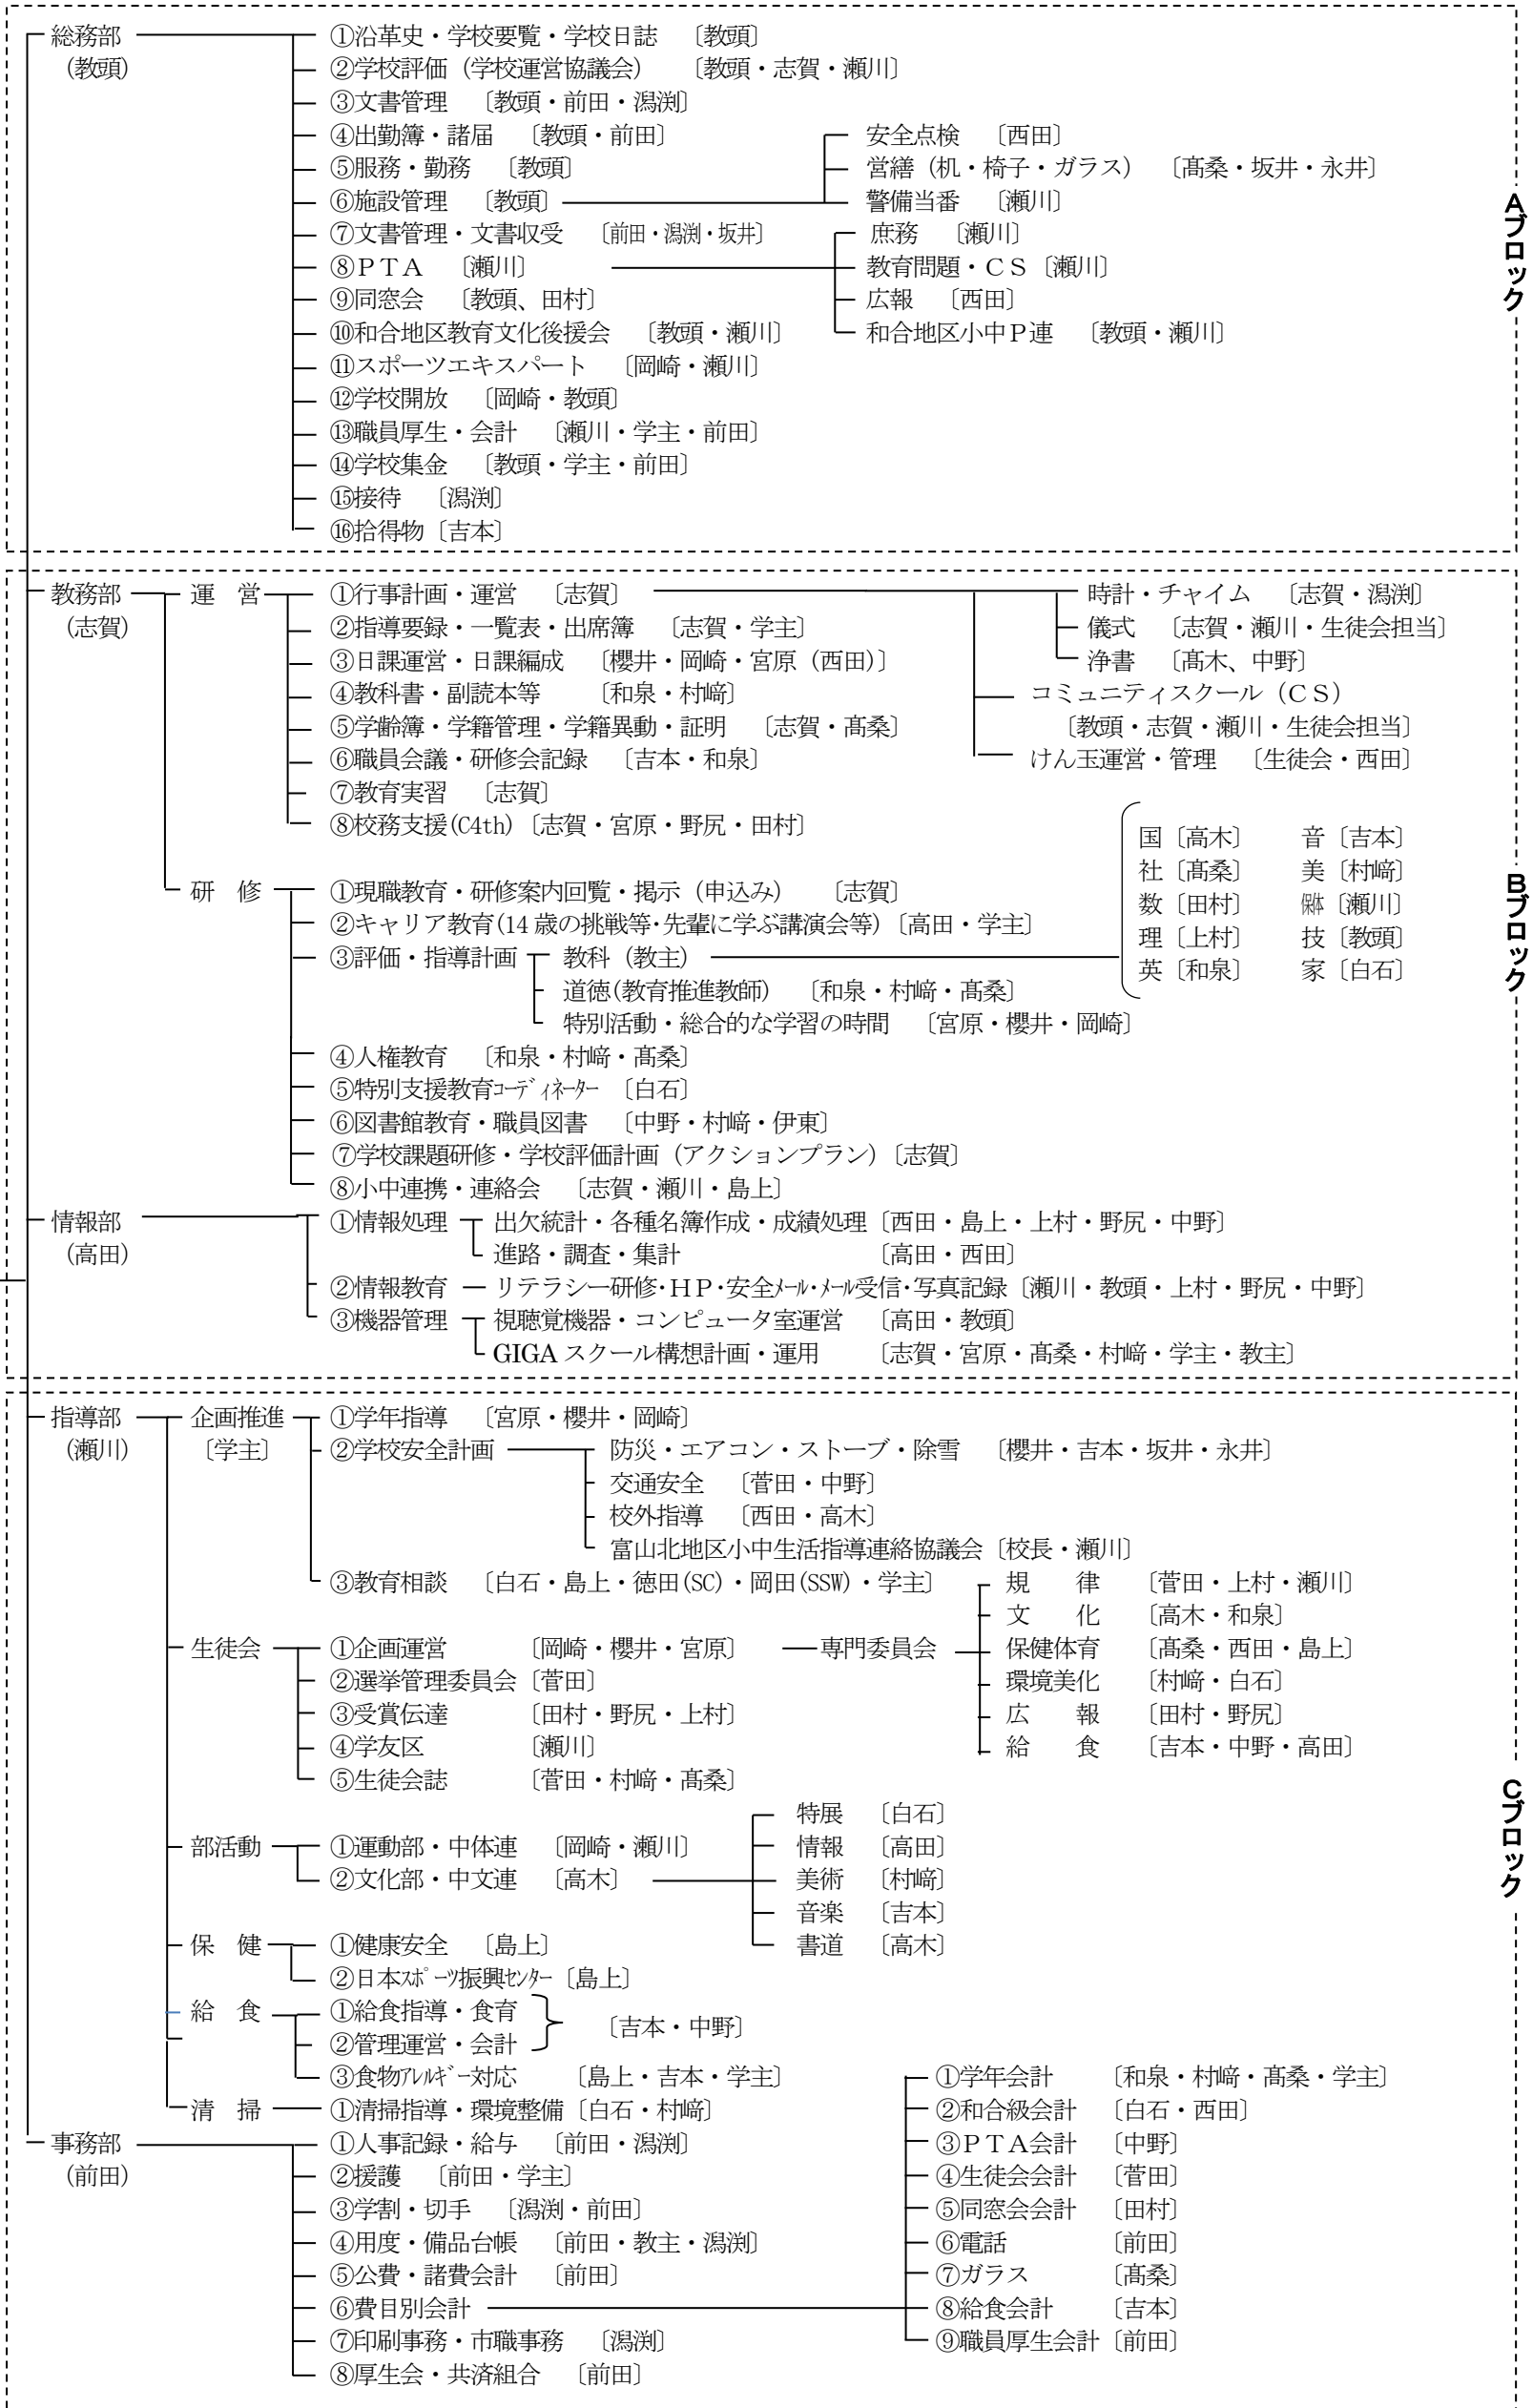 総務部 ①沿革史・学校要覧・学校日誌 〔教頭〕
(教頭) ②学校評価（学校運営協議会） 〔教頭・志賀・瀬川〕
③文書管理 〔教頭・前田・潟渕〕
④出勤簿・諸届 〔教頭・前田〕 安全点検 〔西田〕
⑤服務・勤務 〔教頭〕 営繕（机・椅子・ガラス） 〔髙桑・坂井・永井〕
⑥施設管理 〔教頭〕 警備当番 〔瀬川〕
⑦文書管理・文書収受 〔前田・潟渕・坂井〕 庶務 〔瀬川〕
⑧ＰＴＡ 〔瀬川〕 教育問題・ＣＳ〔瀬川〕
⑨同窓会 〔教頭、田村〕 広報 〔西田〕
⑩和合地区教育文化後援会 〔教頭・瀬川〕 和合地区小中Ｐ連 〔教頭・瀬川〕
⑪スポーツエキスパート 〔岡崎・瀬川〕
⑫学校開放 〔岡崎・教頭〕
⑬職員厚生・会計 〔瀬川・学主・前田〕
⑭学校集金 〔教頭・学主・前田〕
⑮接待 〔潟渕〕
⑯拾得物〔吉本〕
Ａブロック
教務部 運 営 ①行事計画・運営 〔志賀〕 時計・チャイム 〔志賀・潟渕〕
(志賀) ②指導要録・一覧表・出席簿 〔志賀・学主〕 儀式 〔志賀・瀬川・生徒会担当〕
③日課運営・日課編成 〔櫻井・岡崎・宮原（西田）〕 浄書 〔髙木、中野〕
④教科書・副読本等 〔和泉・村﨑〕 コミュニティスクール（ＣＳ）
⑤学齢簿・学籍管理・学籍異動・証明 〔志賀・髙桑〕 〔教頭・志賀・瀬川・生徒会担当〕
⑥職員会議・研修会記録 〔吉本・和泉〕 けん玉運営・管理 〔生徒会・西田〕
⑦教育実習 〔志賀〕
⑧校務支援(C4th)〔志賀・宮原・野尻・田村〕
国〔高木〕 音〔吉本〕
社〔髙桑〕 美〔村﨑〕
数〔田村〕 保体〔瀬川〕
理〔上村〕 技〔教頭〕
英〔和泉〕 家〔白石〕
研 修 ①現職教育・研修案内回覧・掲示（申込み） 〔志賀〕
②キャリア教育(14 歳の挑戦等・先輩に学ぶ講演会等)〔高田・学主〕
③評価・指導計画 教科（教主）
道徳(教育推進教師) 〔和泉・村﨑・髙桑〕
特別活動・総合的な学習の時間 〔宮原・櫻井・岡崎〕
④人権教育 〔和泉・村﨑・髙桑〕
⑤特別支援教育ｺｰﾃﾞｨﾈｰﾀｰ 〔白石〕
⑥図書館教育・職員図書 〔中野・村﨑・伊東〕
⑦学校課題研修・学校評価計画（アクションプラン）〔志賀〕
⑧小中連携・連絡会 〔志賀・瀬川・島上〕
情報部 ①情報処理 出欠統計・各種名簿作成・成績処理〔西田・島上・上村・野尻・中野〕
(高田) 進路・調査・集計 〔高田・西田〕
②情報教育 リテラシー研修・ＨＰ・安全ﾒｰﾙ・ﾒｰﾙ受信・写真記録〔瀬川・教頭・上村・野尻・中野〕
③機器管理 視聴覚機器・コンピュータ室運営 〔高田・教頭〕
GIGA スクール構想計画・運用 〔志賀・宮原・髙桑・村﨑・学主・教主〕
Ｂブロック
指導部 企画推進 ①学年指導 〔宮原・櫻井・岡崎〕
(瀬川) 〔学主〕 ②学校安全計画 防災・エアコン・ストーブ・除雪 〔櫻井・吉本・坂井・永井〕
交通安全 〔菅田・中野〕
校外指導 〔西田・高木〕
富山北地区小中生活指導連絡協議会〔校長・瀬川〕
③教育相談 〔白石・島上・徳田(SC)・岡田(SSW)・学主〕 規 律 〔菅田・上村・瀬川〕
文 化 〔高木・和泉〕
生徒会 ①企画運営 〔岡崎・櫻井・宮原〕 専門委員会 保健体育 〔髙桑・西田・島上〕
②選挙管理委員会〔菅田〕 環境美化 〔村﨑・白石〕
③受賞伝達 〔田村・野尻・上村〕 広 報 〔田村・野尻〕
④学友区 〔瀬川〕 給 食 〔吉本・中野・高田〕
⑤生徒会誌 〔菅田・村﨑・髙桑〕
特展 〔白石〕
部活動 ①運動部・中体連 〔岡崎・瀬川〕 情報 〔高田〕
②文化部・中文連 〔高木〕 美術 〔村﨑〕
音楽 〔吉本〕
保 健 ①健康安全 〔島上〕 書道 〔高木〕
②日本ｽﾎﾟｰﾂ振興ｾﾝﾀｰ〔島上〕
給 食 ①給食指導・食育 〔吉本・中野〕
②管理運営・会計
③食物ｱﾚﾙｷﾞｰ対応 〔島上・吉本・学主〕 ①学年会計 〔和泉・村﨑・髙桑・学主〕
清 掃 ①清掃指導・環境整備〔白石・村﨑〕 ②和合級会計 〔白石・西田〕
事務部 ①人事記録・給与 〔前田・潟渕〕 ③ＰＴＡ会計 〔中野〕
(前田) ②援護 〔前田・学主〕 ④生徒会会計 〔菅田〕
③学割・切手 〔潟渕・前田〕 ⑤同窓会会計 〔田村〕
④用度・備品台帳 〔前田・教主・潟渕〕 ⑥電話 〔前田〕
⑤公費・諸費会計 〔前田〕 ⑦ガラス 〔髙桑〕
⑥費目別会計 ⑧給食会計 〔吉本〕
⑦印刷事務・市職事務 〔潟渕〕 ⑨職員厚生会計〔前田〕
⑧厚生会・共済組合 〔前田〕
Ｃブロック